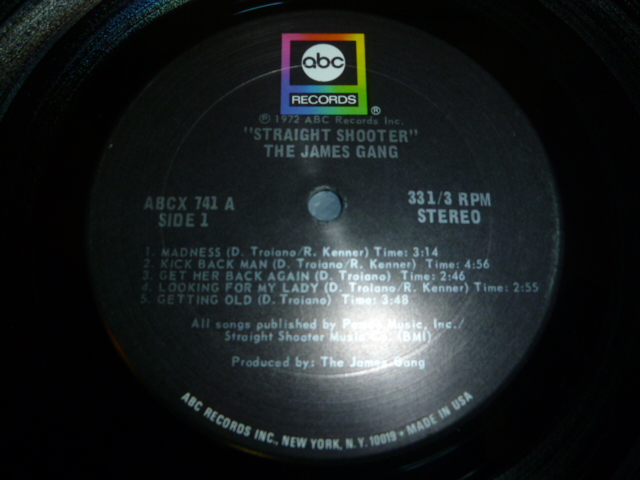 abc
RECORDS ®
℗ 1972 ABC Records Inc.
"STRAIGHT SHOOTER"
THE JAMES GANG
ABCX 741 A
SIDE 1
33 1/3 RPM
STEREO
1. MADNESS (D. Troiano/R. Kenner) Time: 3:14
2. KICK BACK MAN (D. Troiano/R. Kenner) Time: 4:56
3. GET HER BACK AGAIN (D. Troiano) Time: 2:46
4. LOOKING FOR MY LADY (D. Troiano/R. Kenner) Time: 2:55
5. GETTING OLD (D. Troiano) Time: 3:48
All songs published by Music, Inc./
Straight Shooter Music Co. (BMI)
Produced by: The James Gang
ABC RECORDS INC., NEW YORK, N.Y. 10019 • MADE IN USA